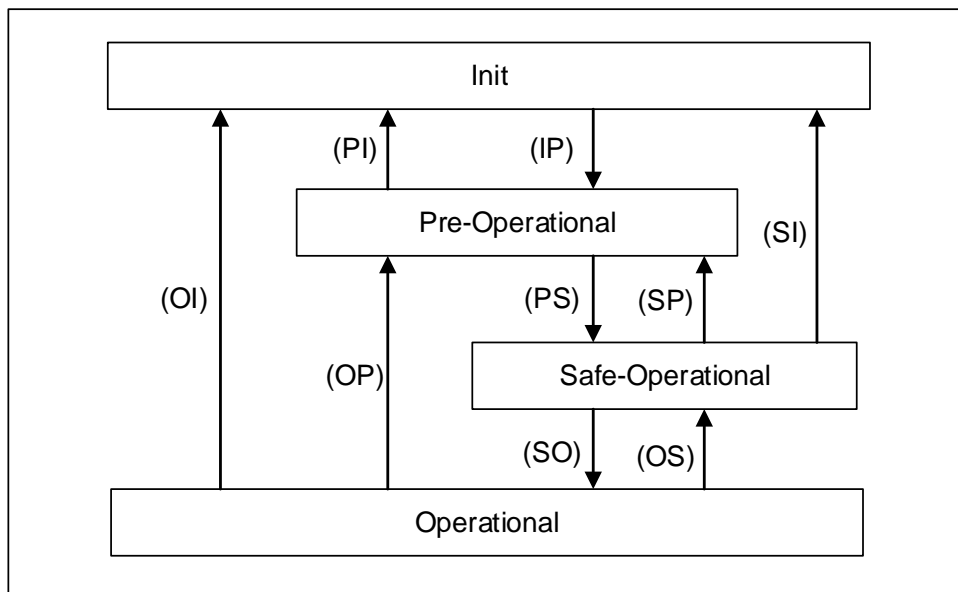 Init
(PI)
(IP)
Pre-Operational
(SI)
(OI)
(PS)
(SP)
(OP)
Safe-Operational
(SO)
(OS)
Operational